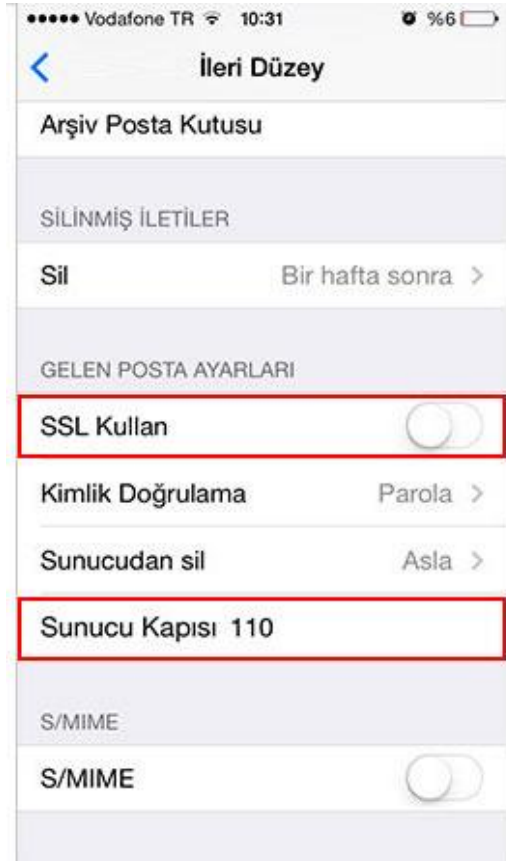 Vodafone TR 10:31 %6
İleri Düzey
Arşiv Posta Kutusu
SİLİNMİŞ İLETİLER
Sil Bir hafta sonra >
GELEN POSTA AYARLARI
SSL Kullan
Kimlik Doğrulama Parola >
Sunucudan sil Asla >
Sunucu Kapısı 110
S/MIME
S/MIME